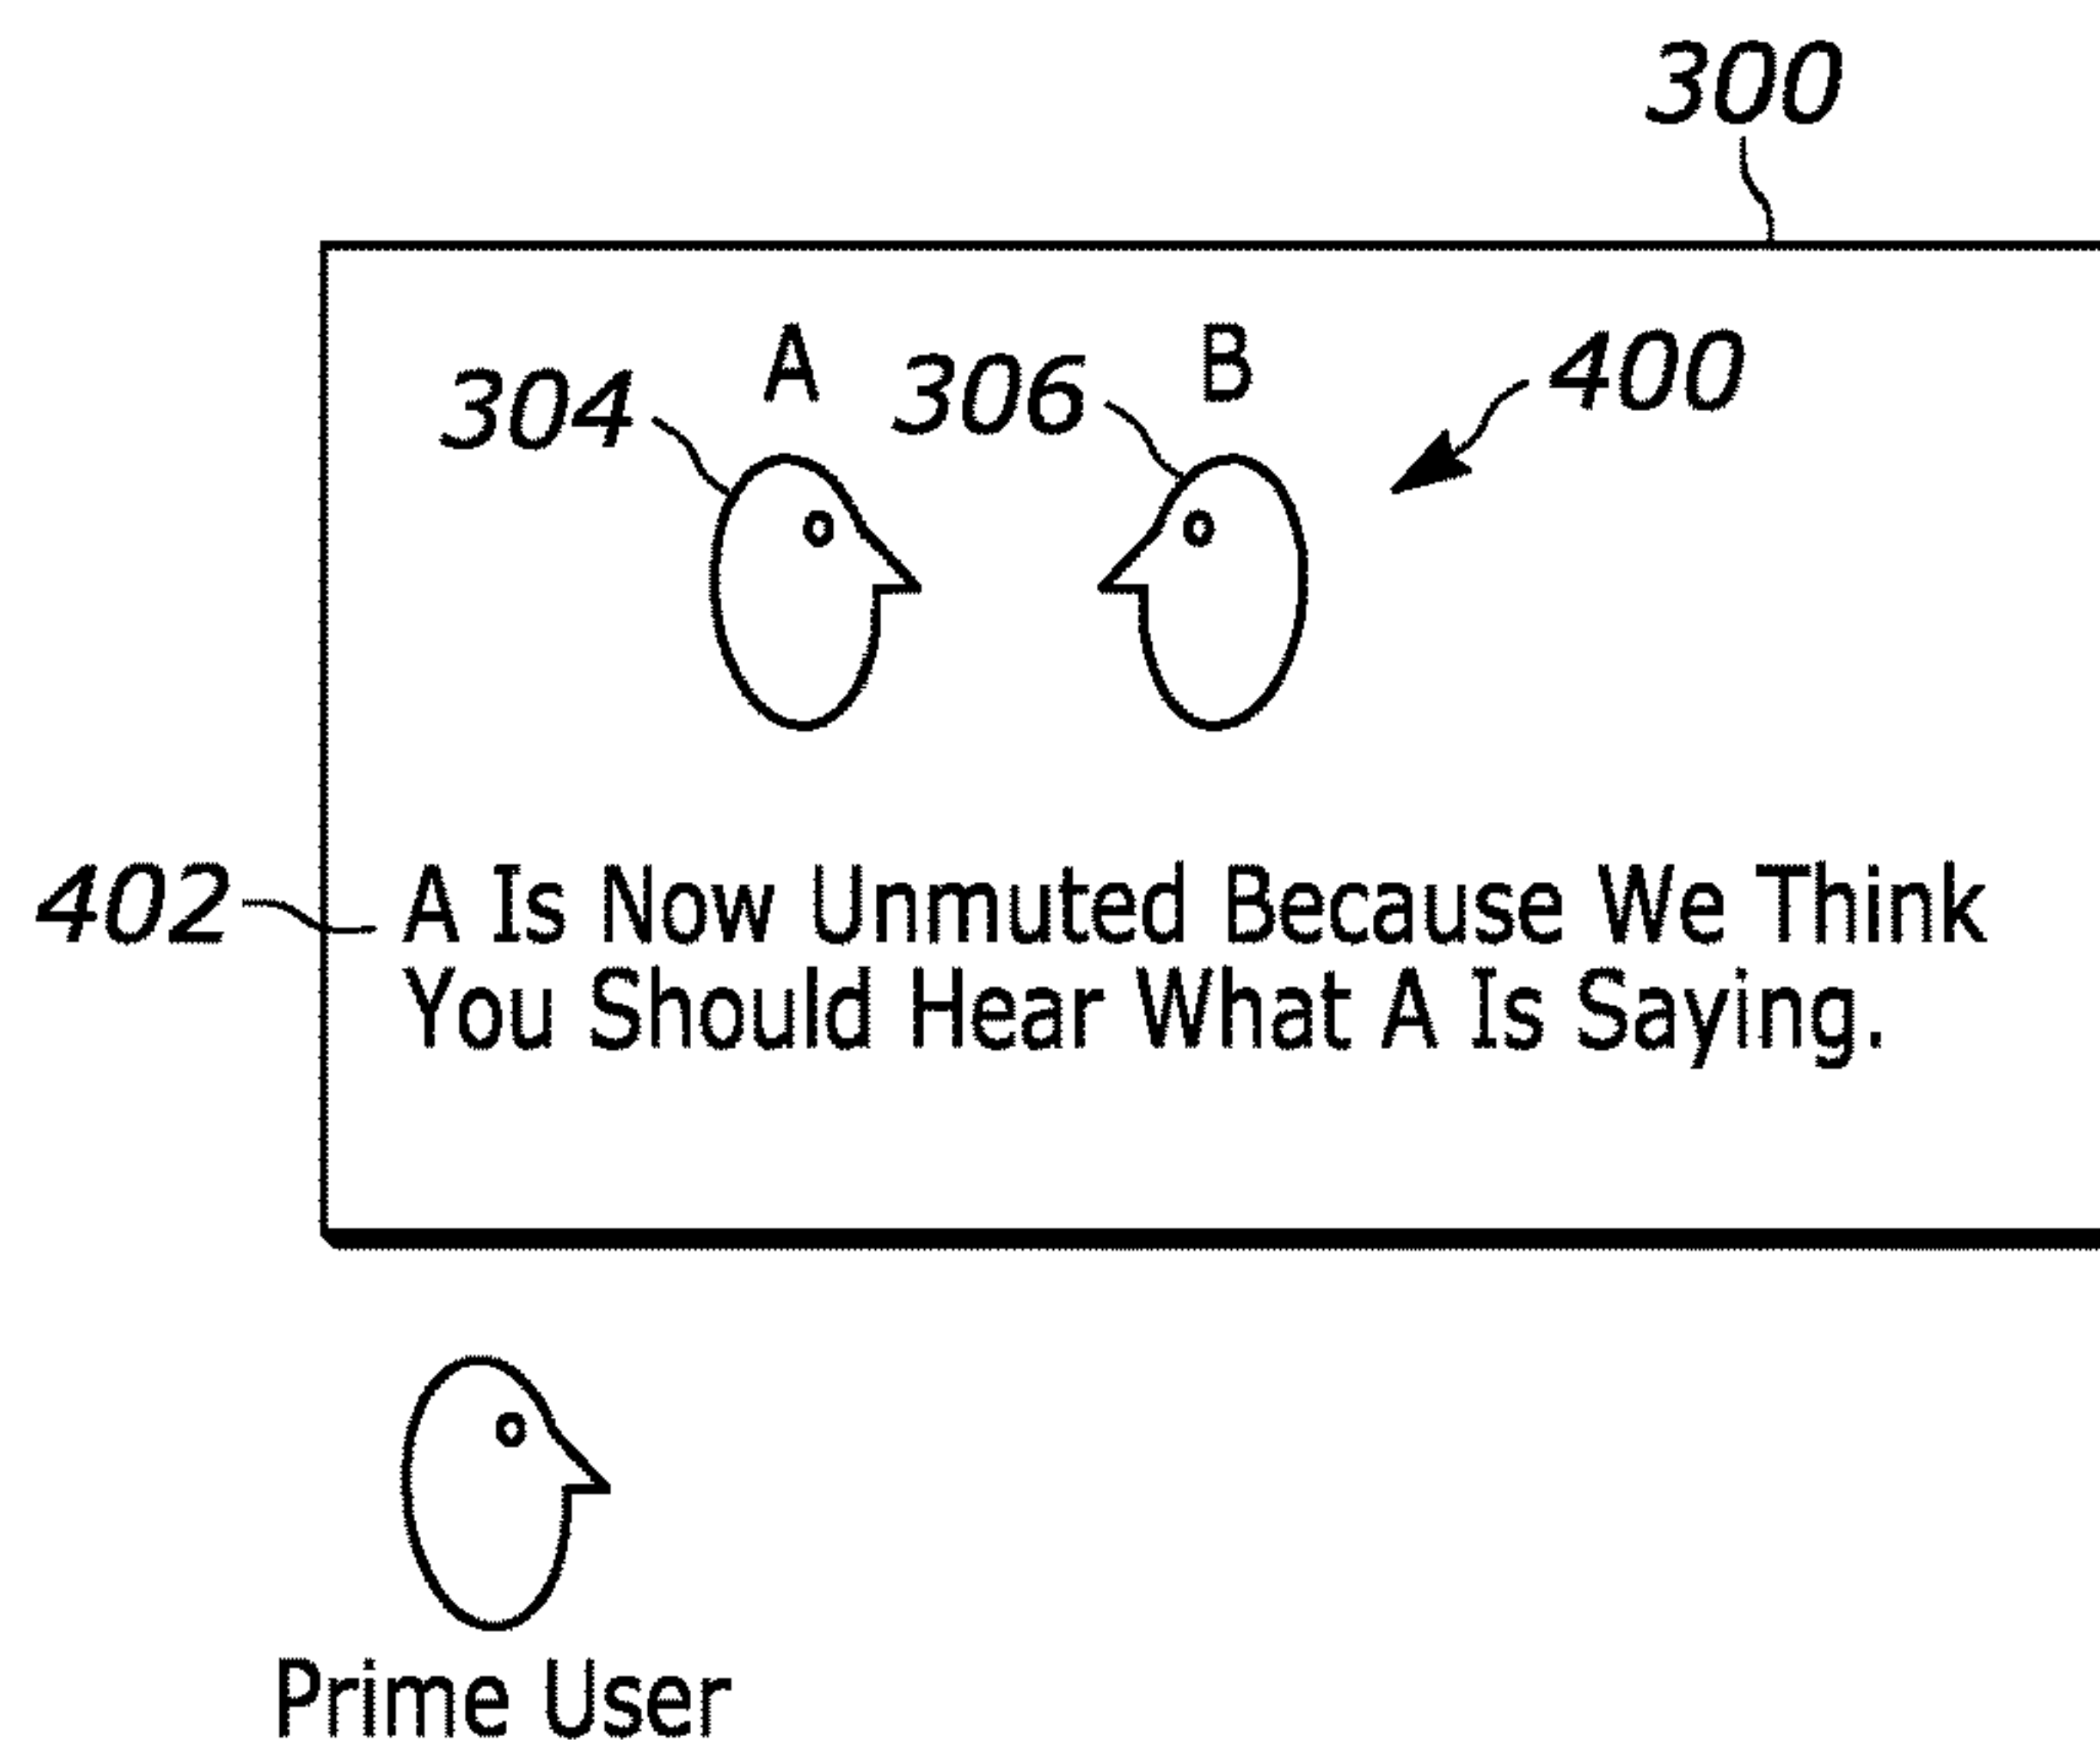 300
A
B
304
306
400
402
A Is Now Unmuted Because We Think
You Should Hear What A Is Saying.
Prime User